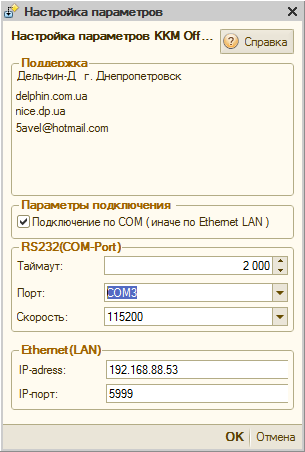 Настройка параметров
Настройка параметров KKM Off...
Справка
Поддержка
Дельфин-Д г. Днепропетровск
delphin.com.ua
nice.dp.ua
5avel@hotmail.com
Параметры подключения
Подключение по COM ( иначе по Ethernet LAN )
RS232(COM-Port)
Таймаут: 2 000
Порт: COM3
Скорость: 115200
Ethernet(LAN)
IP-adress: 192.168.88.53
IP-порт: 5999
OK Отмена